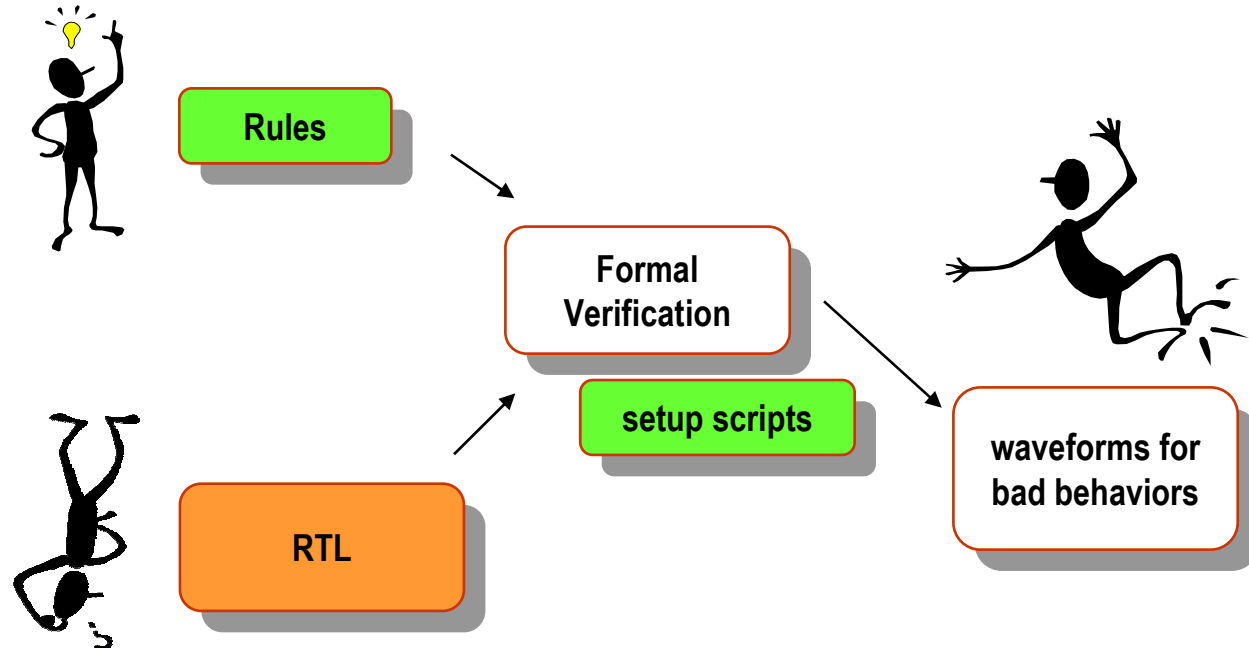 Rules
Formal
Verification
setup scripts
RTL
waveforms for
bad behaviors